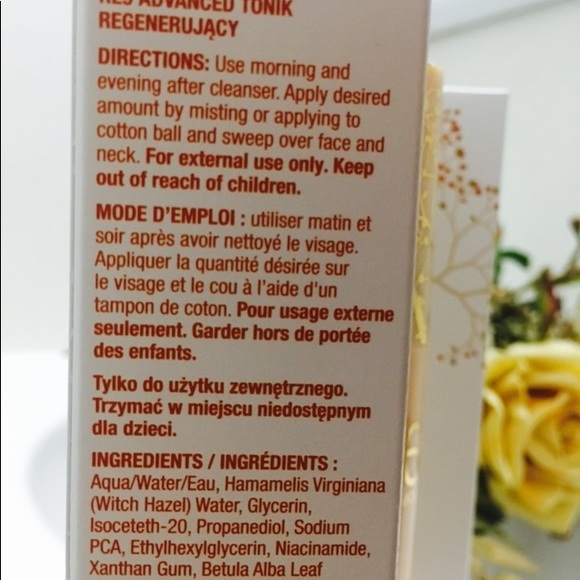 RE9 ADVANCED TONIK
REGENERUJĄCY
DIRECTIONS: Use morning and
evening after cleanser. Apply desired
amount by misting or applying to
cotton ball and sweep over face and
neck. For external use only. Keep
out of reach of children.
MODE D'EMPLOI : utiliser matin et
soir après avoir nettoyé le visage.
Appliquer la quantité désirée sur
le visage et le cou à l'aide d'un
tampon de coton. Pour usage externe
seulement. Garder hors de portée
des enfants.
Tylko do użytku zewnętrznego.
Trzymać w miejscu niedostępnym
dla dzieci.
INGREDIENTS / INGRÉDIENTS :
Aqua/Water/Eau, Hamamelis Virginiana
(Witch Hazel) Water, Glycerin,
Isoceteth-20, Propanediol, Sodium
PCA, Ethylhexylglycerin, Niacinamide,
Xanthan Gum, Betula Alba Leaf